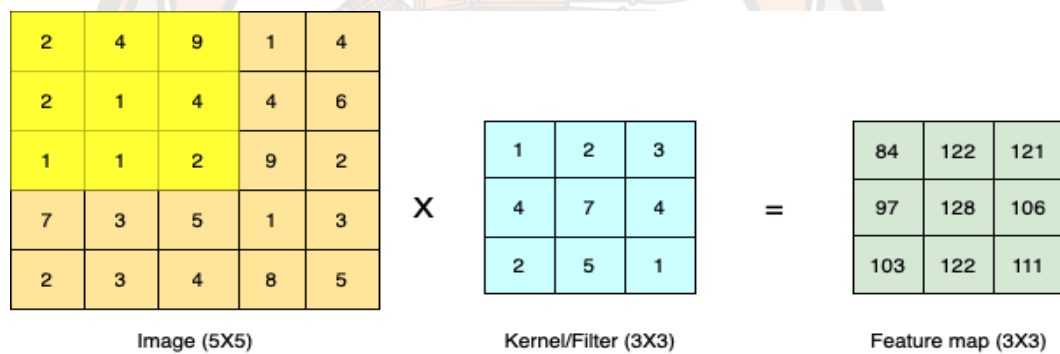 2 4 9 1 4
2 1 4 4 6
1 1 2 9 2
7 3 5 1 3
2 3 4 8 5
Image (5X5)
X
1 2 3
4 7 4
2 5 1
Kernel/Filter (3X3)
=
84 122 121
97 128 106
103 122 111
Feature map (3X3)